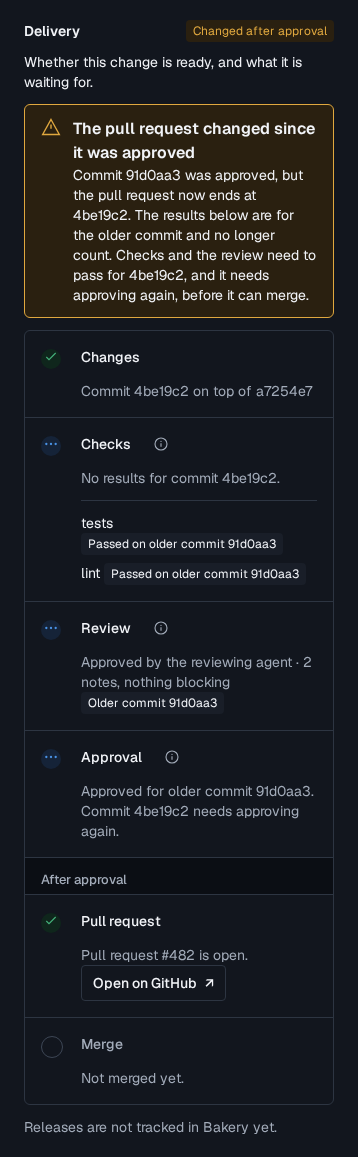 Delivery
Changed after approval
Whether this change is ready, and what it is
waiting for.
The pull request changed since
it was approved
Commit 91d0aa3 was approved, but
the pull request now ends at
4be19c2. The results below are for
the older commit and no longer
count. Checks and the review need to
pass for 4be19c2, and it needs
approving again, before it can merge.
Changes
Commit 4be19c2 on top of a7254e7
Checks
No results for commit 4be19c2.
tests
Passed on older commit 91d0aa3
lint Passed on older commit 91d0aa3
Review
Approved by the reviewing agent · 2
notes, nothing blocking
Older commit 91d0aa3
Approval
Approved for older commit 91d0aa3.
Commit 4be19c2 needs approving
again.
After approval
Pull request
Pull request #482 is open.
Open on GitHub ↗
Merge
Not merged yet.
Releases are not tracked in Bakery yet.